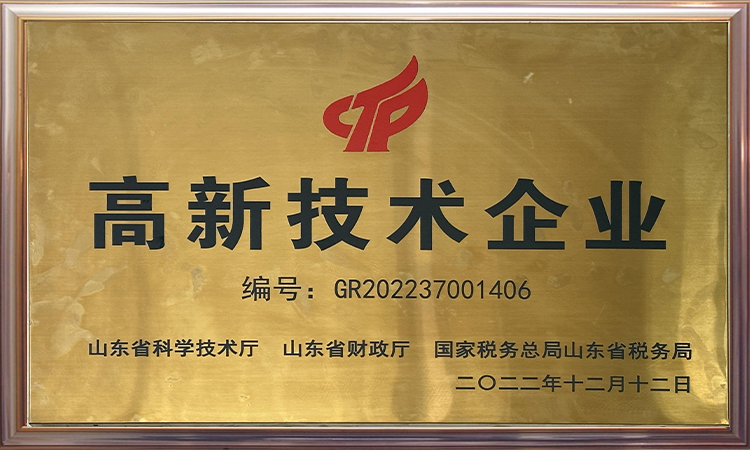 高新技术企业
编号：GR202237001406
山东省科学技术厅 山东省财政厅 国家税务总局山东省税务局
二〇二二年十二月十二日